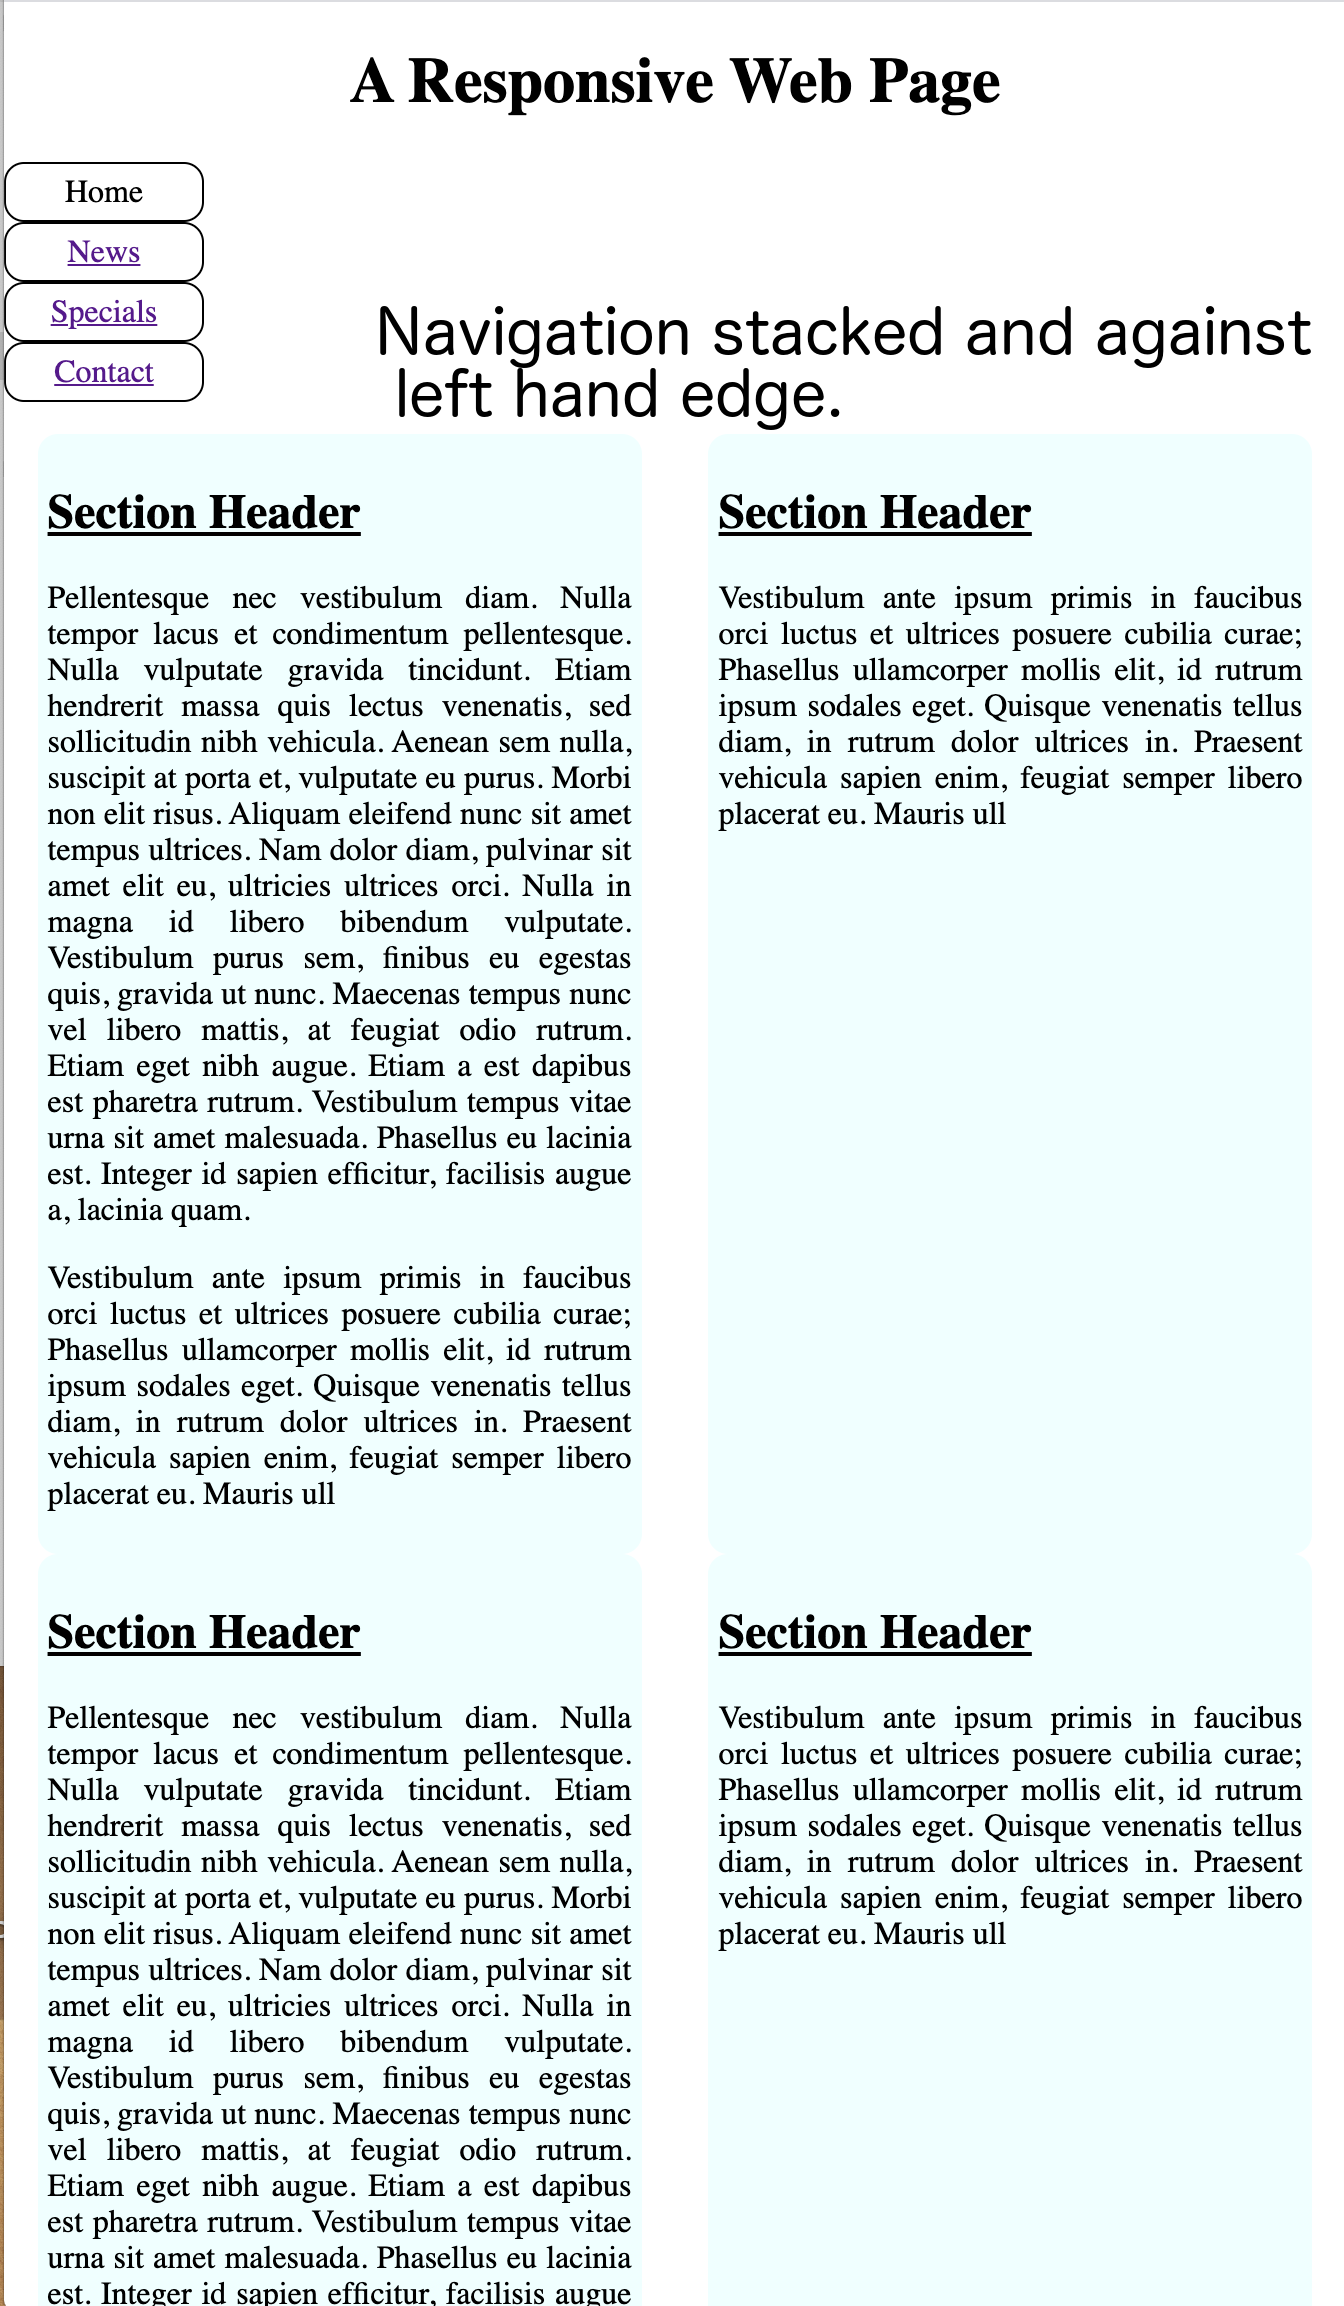 A Responsive Web Page
Home
News
Specials
Contact
Navigation stacked and against
left hand edge.
Section Header
Pellentesque nec vestibulum diam. Nulla
tempor lacus et condimentum pellentesque.
Nulla vulputate gravida tincidunt. Etiam
hendrerit massa quis lectus venenatis, sed
sollicitudin nibh vehicula. Aenean sem nulla,
suscipit at porta et, vulputate eu purus. Morbi
non elit risus. Aliquam eleifend nunc sit amet
tempus ultrices. Nam dolor diam, pulvinar sit
amet elit eu, ultricies ultrices orci. Nulla in
magna id libero bibendum vulputate.
Vestibulum purus sem, finibus eu egestas
quis, gravida ut nunc. Maecenas tempus nunc
vel libero mattis, at feugiat odio rutrum.
Etiam eget nibh augue. Etiam a est dapibus
est pharetra rutrum. Vestibulum tempus vitae
urna sit amet malesuada. Phasellus eu lacinia
est. Integer id sapien efficitur, facilisis augue
a, lacinia quam.
Vestibulum ante ipsum primis in faucibus
orci luctus et ultrices posuere cubilia curae;
Phasellus ullamcorper mollis elit, id rutrum
ipsum sodales eget. Quisque venenatis tellus
diam, in rutrum dolor ultrices in. Praesent
vehicula sapien enim, feugiat semper libero
placerat eu. Mauris ull
Section Header
Vestibulum ante ipsum primis in faucibus
orci luctus et ultrices posuere cubilia curae;
Phasellus ullamcorper mollis elit, id rutrum
ipsum sodales eget. Quisque venenatis tellus
diam, in rutrum dolor ultrices in. Praesent
vehicula sapien enim, feugiat semper libero
placerat eu. Mauris ull
Section Header
Pellentesque nec vestibulum diam. Nulla
tempor lacus et condimentum pellentesque.
Nulla vulputate gravida tincidunt. Etiam
hendrerit massa quis lectus venenatis, sed
sollicitudin nibh vehicula. Aenean sem nulla,
suscipit at porta et, vulputate eu purus. Morbi
non elit risus. Aliquam eleifend nunc sit amet
tempus ultrices. Nam dolor diam, pulvinar sit
amet elit eu, ultricies ultrices orci. Nulla in
magna id libero bibendum vulputate.
Vestibulum purus sem, finibus eu egestas
quis, gravida ut nunc. Maecenas tempus nunc
vel libero mattis, at feugiat odio rutrum.
Etiam eget nibh augue. Etiam a est dapibus
est pharetra rutrum. Vestibulum tempus vitae
urna sit amet malesuada. Phasellus eu lacinia
est. Integer id sapien efficitur, facilisis augue
Section Header
Vestibulum ante ipsum primis in faucibus
orci luctus et ultrices posuere cubilia curae;
Phasellus ullamcorper mollis elit, id rutrum
ipsum sodales eget. Quisque venenatis tellus
diam, in rutrum dolor ultrices in. Praesent
vehicula sapien enim, feugiat semper libero
placerat eu. Mauris ull